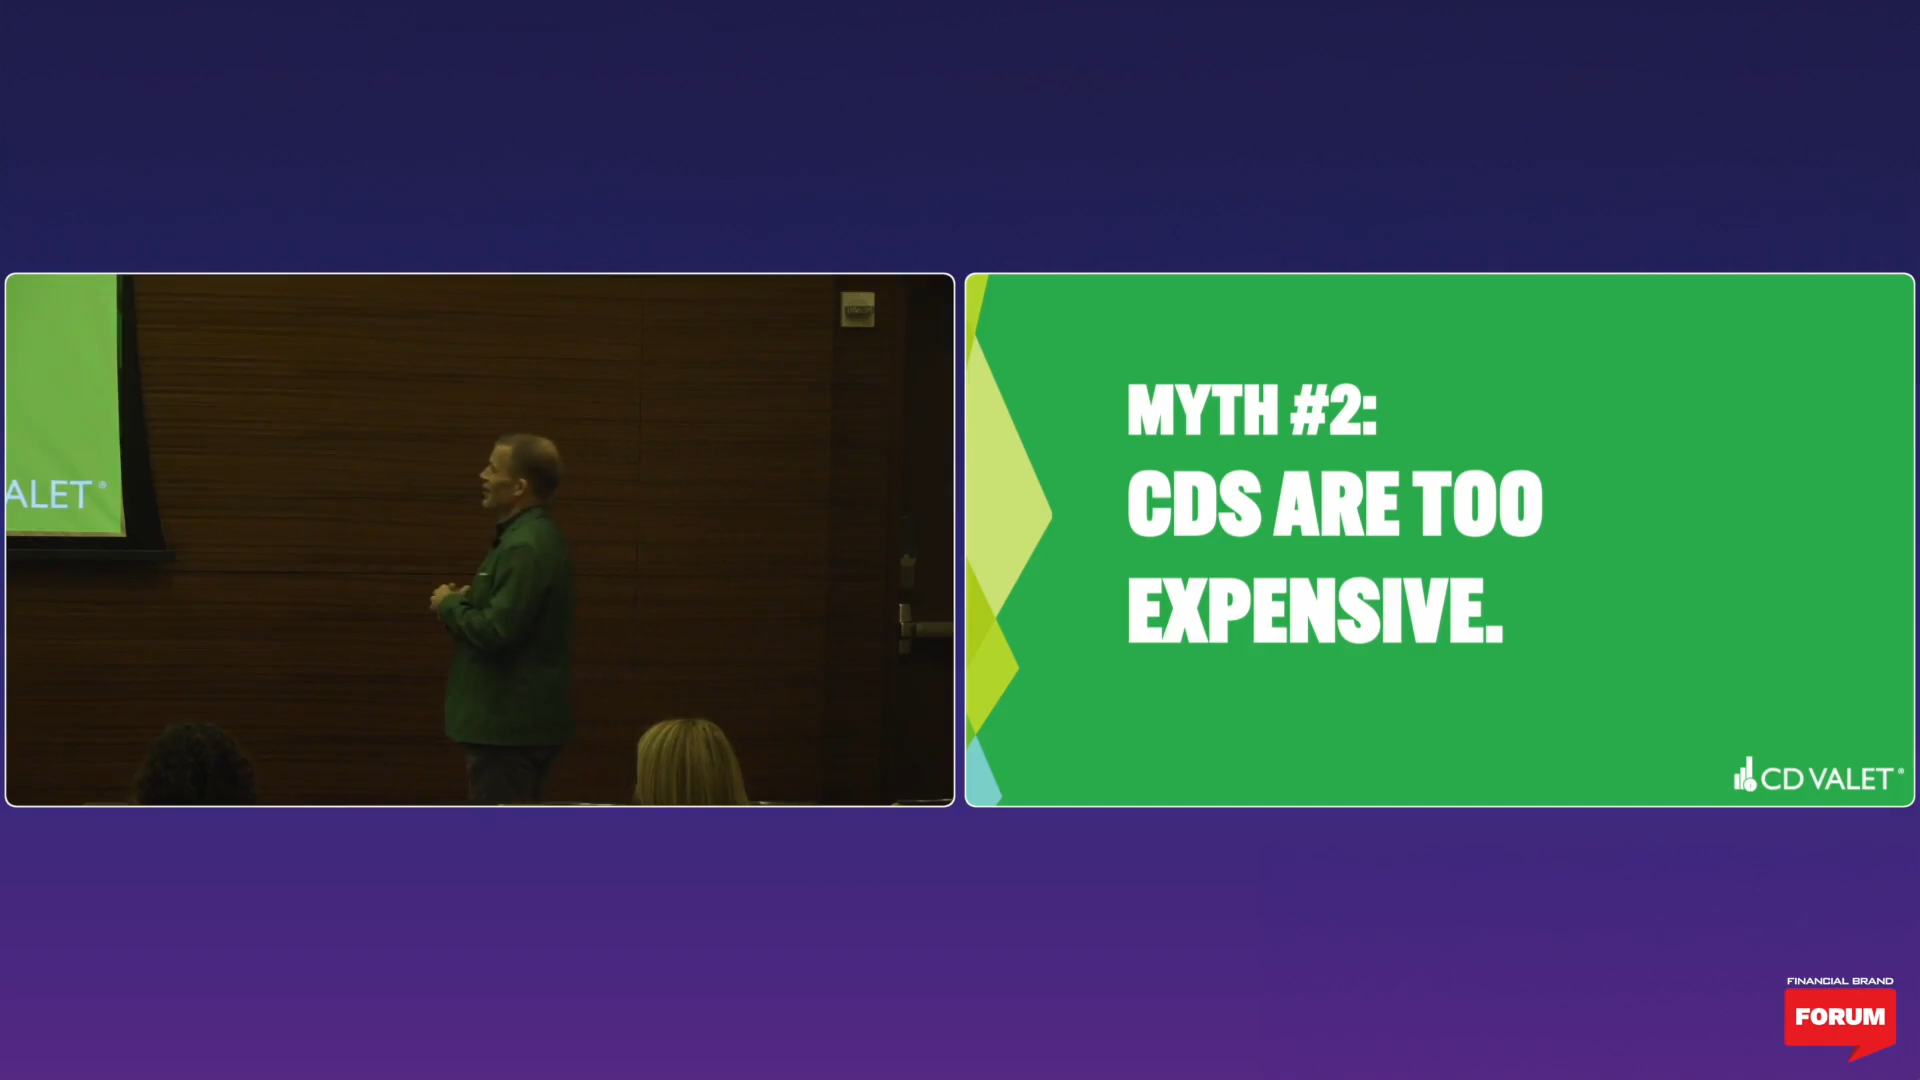 ALET®
MYTH #2:
CDS ARE TOO
EXPENSIVE.
CD VALET®
FINANCIAL BRAND
FORUM